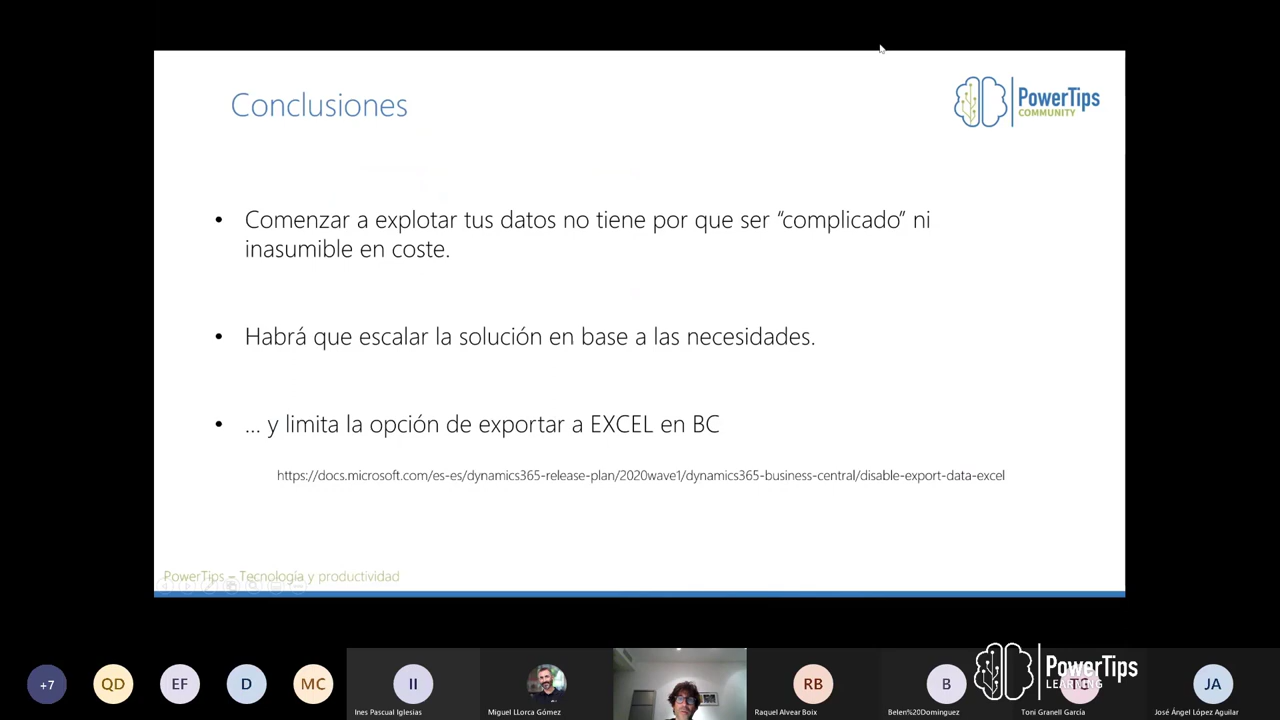 Conclusiones
PowerTips
COMMUNITY
• Comenzar a explotar tus datos no tiene por que ser “complicado” ni
inasumible en coste.
• Habrá que escalar la solución en base a las necesidades.
• ... y limita la opción de exportar a EXCEL en BC
https://docs.microsoft.com/es-es/dynamics365-release-plan/2020wave1/dynamics365-business-central/disable-export-data-excel
PowerTips – Tecnología y productividad
+7
QD
EF
D
MC
II
RB
B
JA
PowerTips
LEARNING
Ines Pascual Iglesias
Miguel LLorca Gómez
Raquel Alvear Boix
Belen%20Dominguez
Toni Granell García
José Ángel López Aguilar